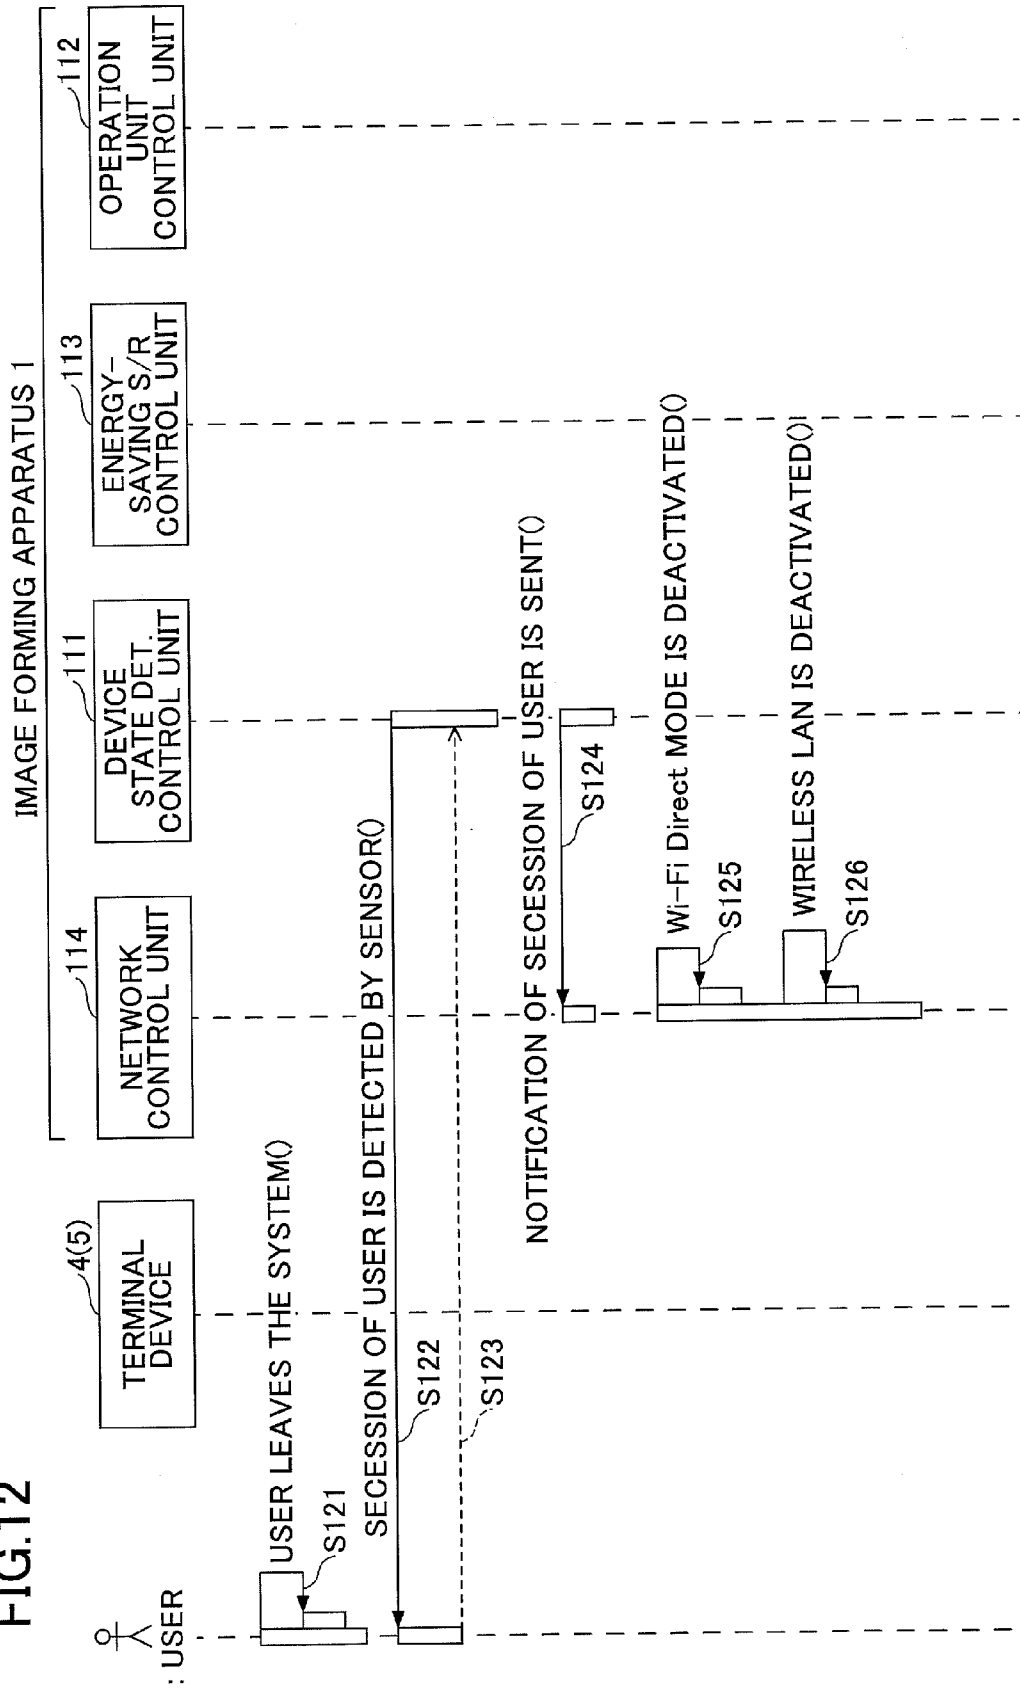 FIG.12
IMAGE FORMING APPARATUS 1
: USER
4(5)
TERMINAL
DEVICE
114
NETWORK
CONTROL UNIT
111
DEVICE
STATE DET.
CONTROL UNIT
113
ENERGY-
SAVING S/R
CONTROL UNIT
112
OPERATION
UNIT
CONTROL UNIT
USER LEAVES THE SYSTEM()
S121
SECESSION OF USER IS DETECTED BY SENSOR()
S122
S123
NOTIFICATION OF SECESSION OF USER IS SENT()
S124
Wi-Fi Direct MODE IS DEACTIVATED()
S125
WIRELESS LAN IS DEACTIVATED()
S126